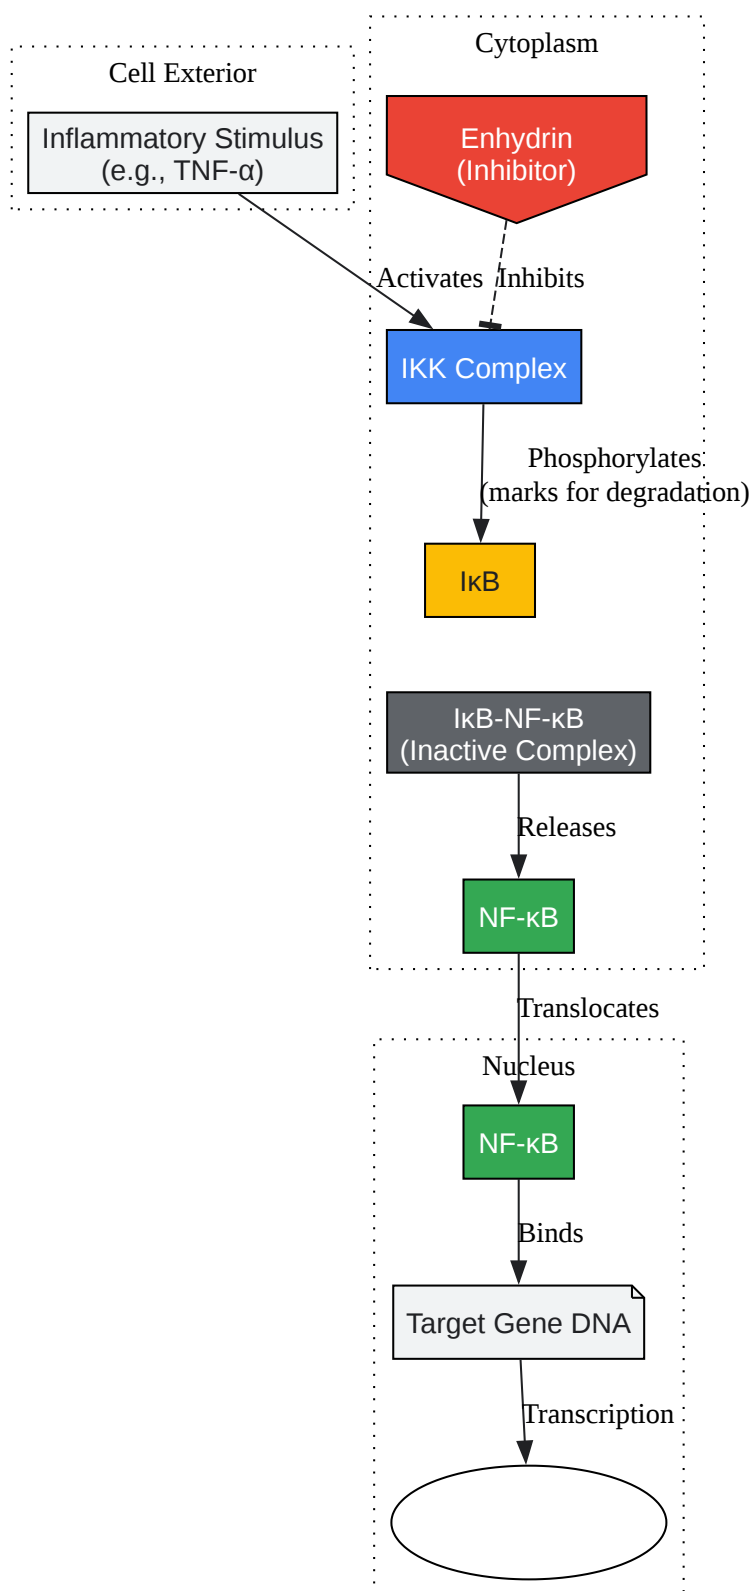 Cell Exterior
Inflammatory Stimulus
(e.g., TNF-α)
Cytoplasm
Enhydrin
(Inhibitor)
Activates
Inhibits
IKK Complex
Phosphorylates
(marks for degradation)
IκB
IκB-NF-κB
(Inactive Complex)
Releases
NF-κB
Translocates
Nucleus
NF-κB
Binds
Target Gene DNA
Transcription